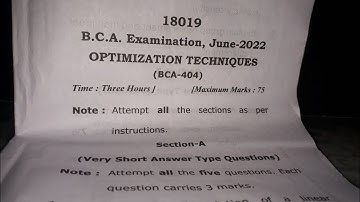 18019
B.C.A. Examination, June-2022
OPTIMIZATION TECHNIQUES
(BCA-404)
Time : Three Hours ] [Maximum Marks : 75
Note : Attempt all the sections as per
instructions.
Section-A
(Very Short Answer Type Questions)
Note : Attempt all the five questions. Each
question carries 3 marks.
of a linear